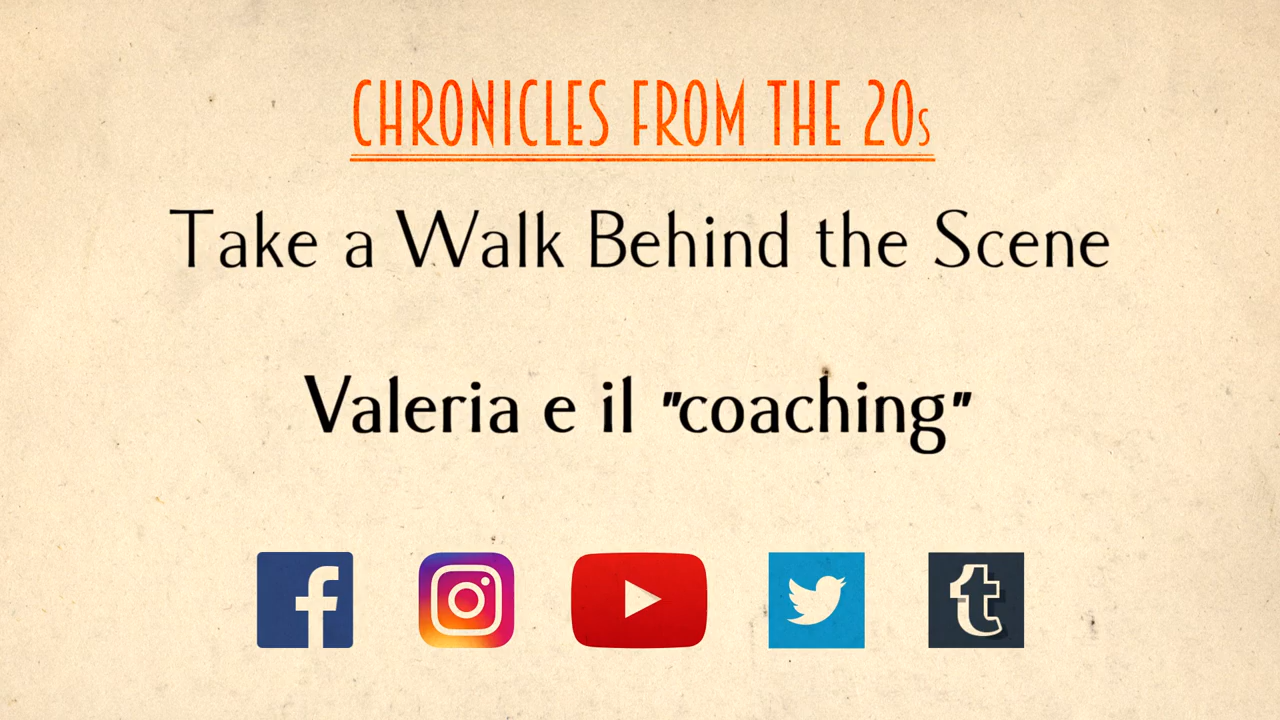 CHRONICLES FROM THE 20s
Take a Walk Behind the Scene
Valeria e il "coaching"